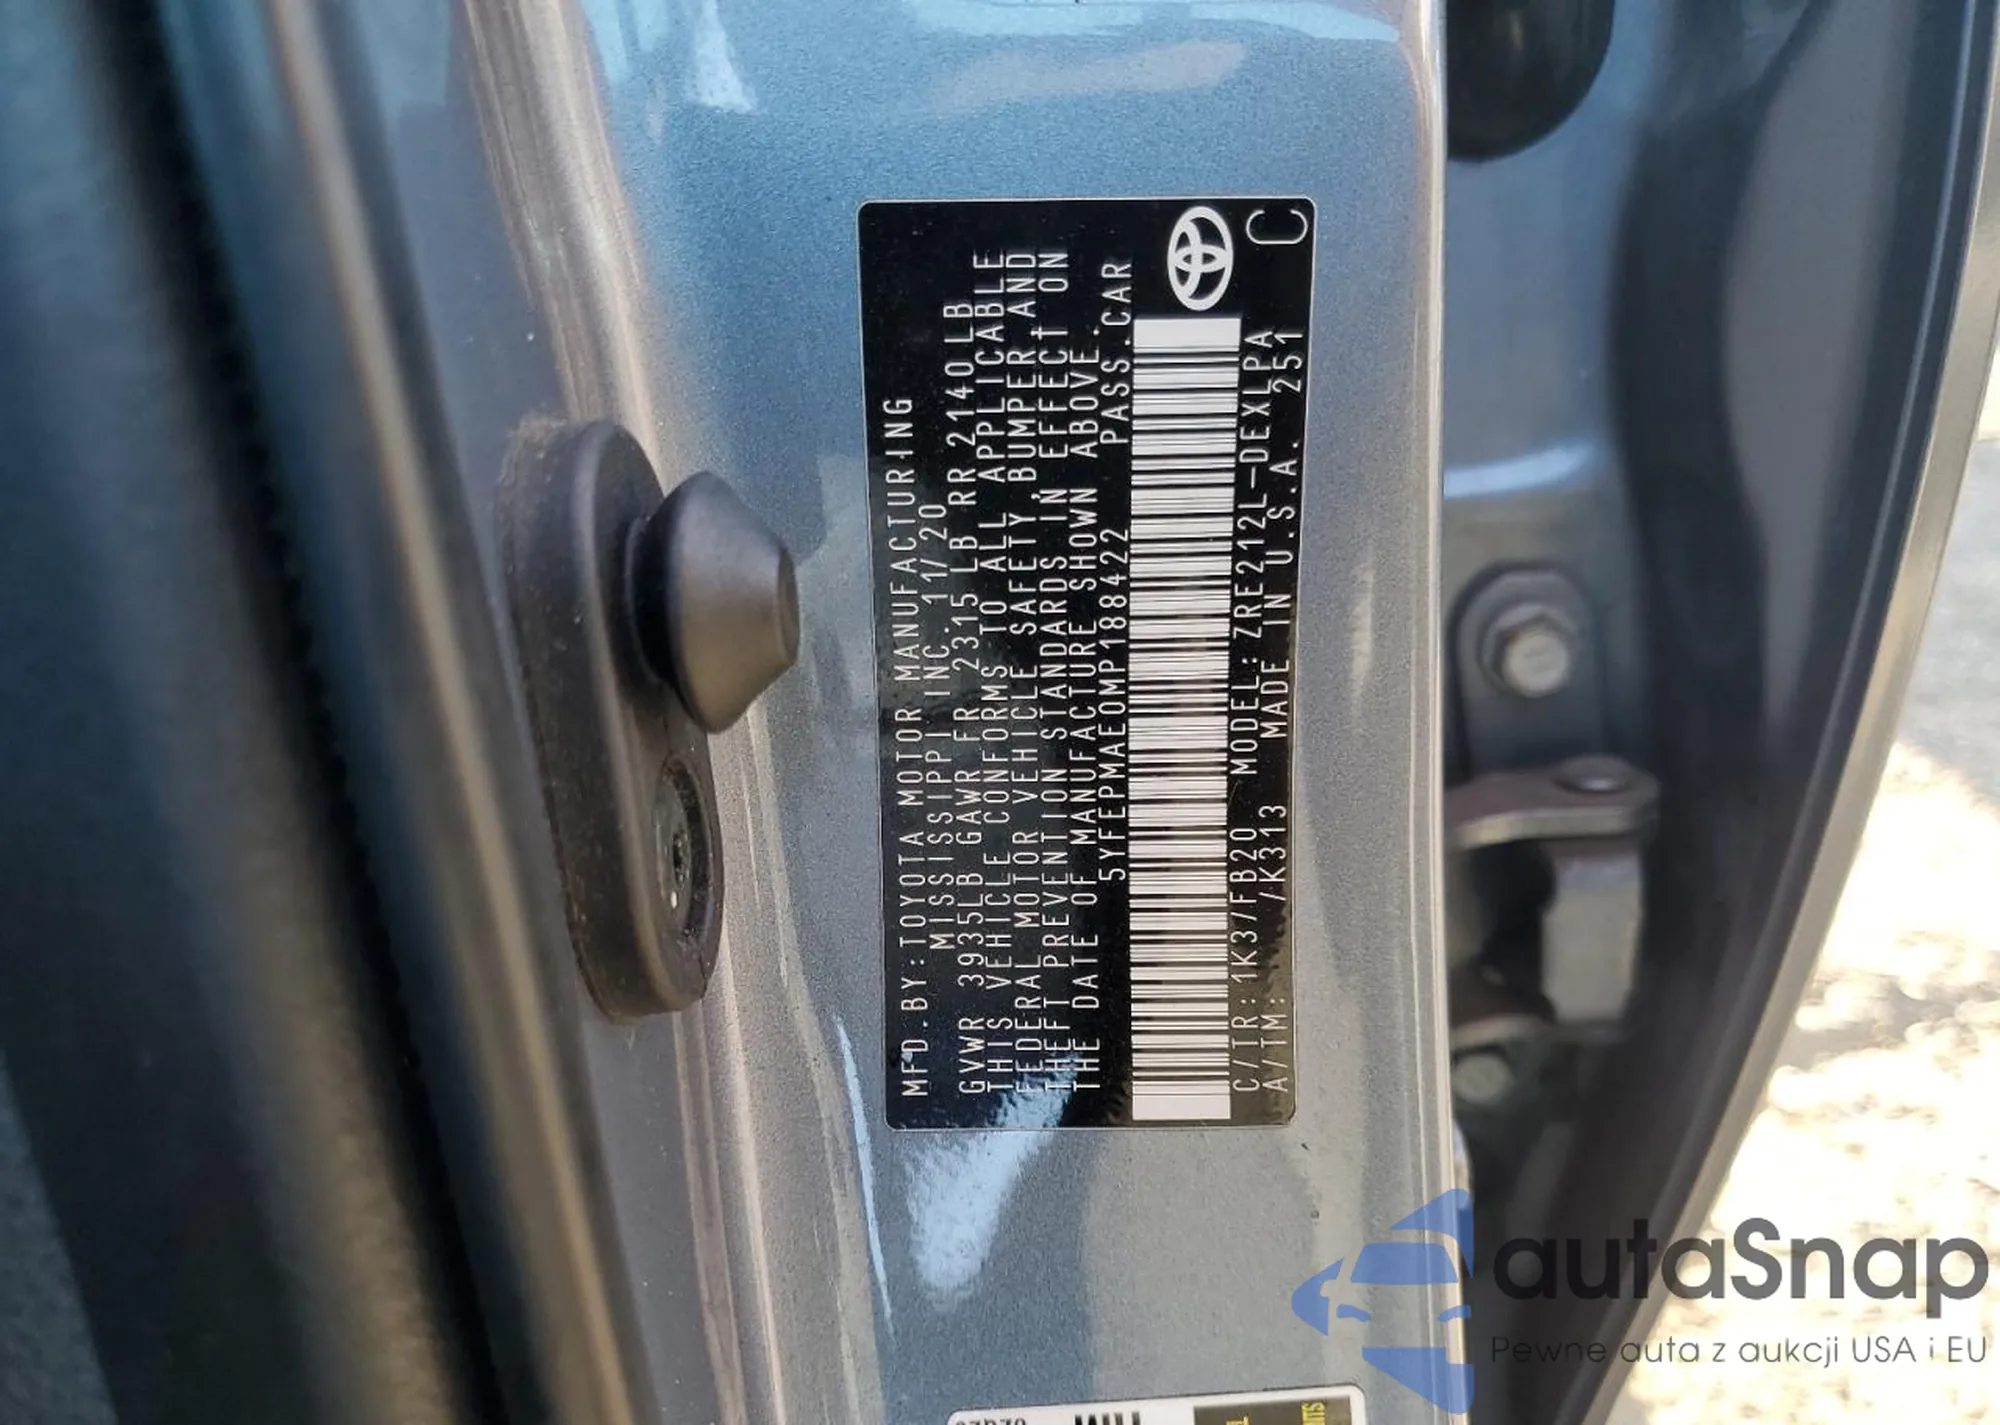 MFD.BY:TOYOTA MOTOR MANUFACTURING
MISSISSIPPI INC. 11/20
GVWR 3935LB GAWR FR 2315 LB RR 2140LB
THIS VEHICLE CONFORMS TO ALL APPLICABLE
FEDERAL MOTOR VEHICLE SAFETY, BUMPER, AND
THEFT PREVENTION STANDARDS IN EFFECT ON
THE DATE OF MANUFACTURE SHOWN ABOVE.
5YFEPMAE0MP188422 PASS.CAR
C/TR: 1K3/FB20 MODEL: ZRE212L-DEXLPA
A/TM: /K313 MADE IN U.S.A. 251
C
autaSnap
Pewne auta z aukcji USA i EU